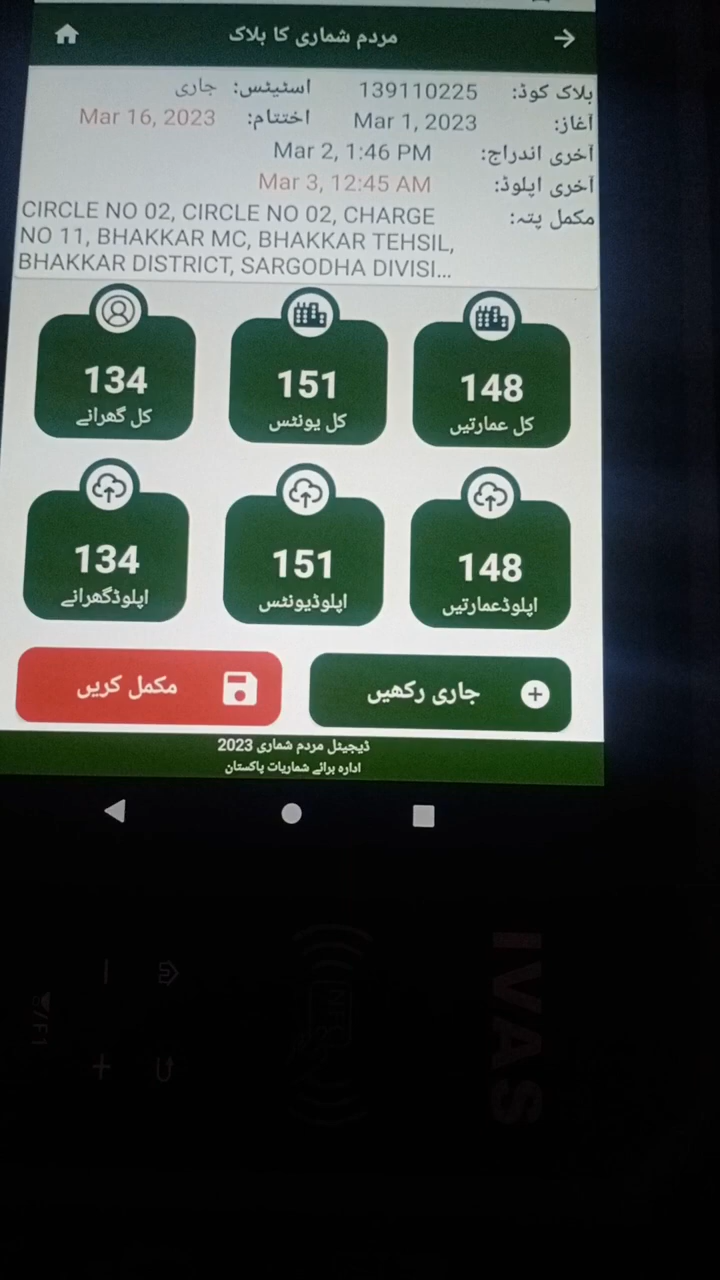 مردم شماری کا بلاک
بلاک کوڈ: 139110225 اسٹیٹس: جاری
آغاز: Mar 1, 2023 اختتام: Mar 16, 2023
آخری اندراج: Mar 2, 1:46 PM
آخری اپلوڈ: Mar 3, 12:45 AM
مکمل پتہ: CIRCLE NO 02, CIRCLE NO 02, CHARGE
NO 11, BHAKKAR MC, BHAKKAR TEHSIL,
BHAKKAR DISTRICT, SARGODHA DIVISI...
148 151 134
کل عمارتیں کل یونٹس کل گھرانے
148 151 134
اپلوڈعمارتیں اپلوڈیونٹس اپلوڈگھرانے
جاری رکھیں مکمل کریں
ڈیجیٹل مردم شماری 2023
ادارہ برائے شماریات پاکستان
IVAS
NFC
/F1